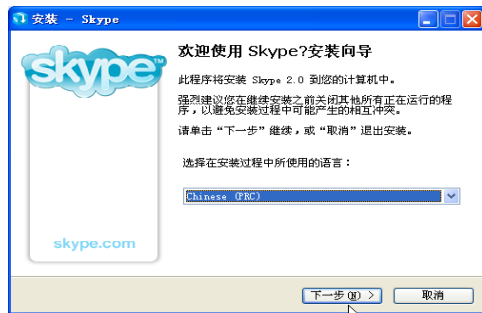 安装 - Skype
skype
欢迎使用 Skype?安装向导
此程序将安装 Skype 2.0 到您的计算机中。
强烈建议您在继续安装之前关闭其他所有正在运行的程
序，以避免安装过程中可能产生的相互冲突。
请单击“下一步”继续，或“取消”退出安装。
选择在安装过程中所使用的语言：
Chinese (PRC)
skype.com
下一步(N) >
取消